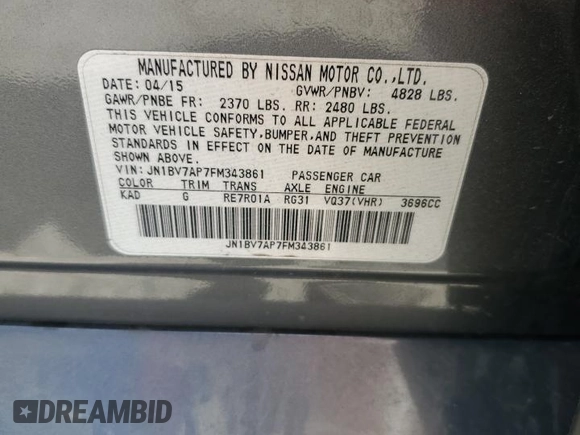 MANUFACTURED BY NISSAN MOTOR CO.,LTD.
DATE: 04/15 GVWR/PNBV: 4828 LBS.
GAWR/PNBE FR: 2370 LBS. RR: 2480 LBS.
THIS VEHICLE CONFORMS TO ALL APPLICABLE FEDERAL
MOTOR VEHICLE SAFETY,BUMPER,AND THEFT PREVENTION
STANDARDS IN EFFECT ON THE DATE OF MANUFACTURE
SHOWN ABOVE.
VIN: JN1BV7AP7FM343861 PASSENGER CAR
COLOR TRIM TRANS AXLE ENGINE
KAD G RE7R01A RG31 VQ37(VHR) 3696CC
JN1BV7AP7FM343861
DREAMBID